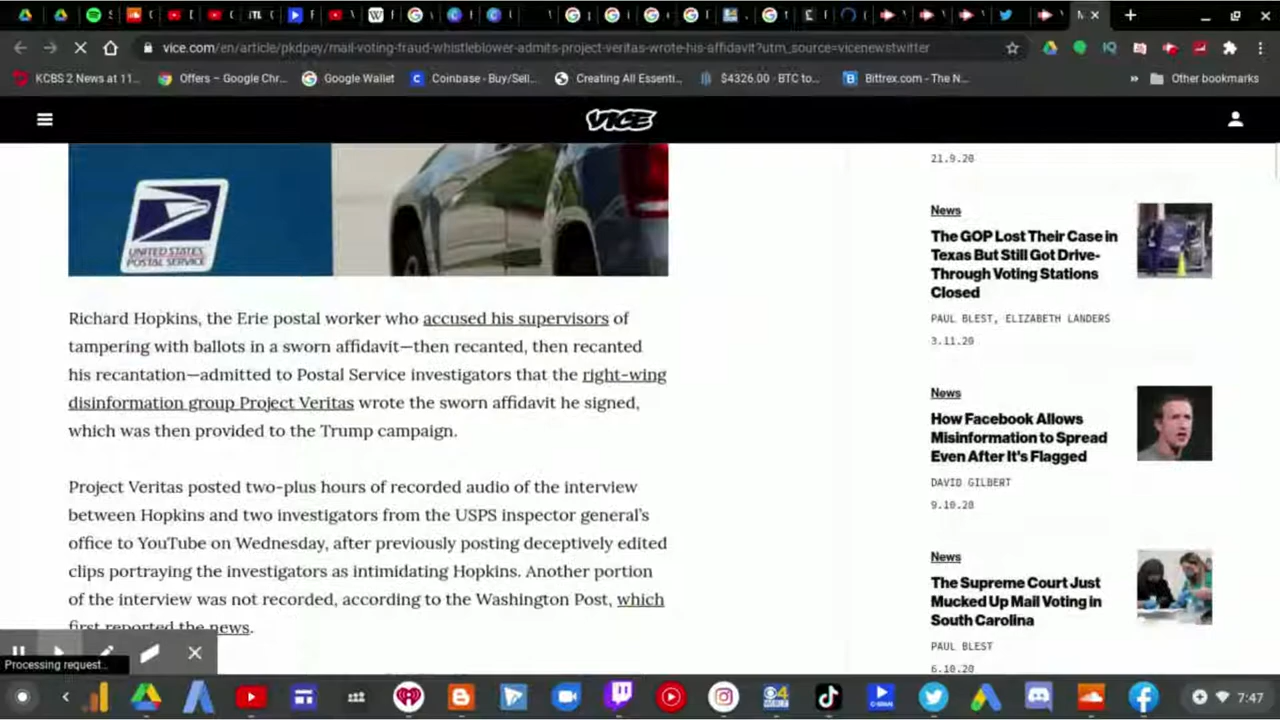 vice.com/en/article/pkdpey/mail-voting-fraud-whistleblower-admits-project-veritas-wrote-his-affidavit?utm_source=vicenewstwitter
KCBS 2 News at 11...
Offers – Google Chr...
Google Wallet
Coinbase - Buy/Sell...
Creating All Essenti...
$4326.00 · BTC to...
Bittrex.com - The N...
»
Other bookmarks
VICE
UNITED STATES
POSTAL SERVICE
Richard Hopkins, the Erie postal worker who accused his supervisors of
tampering with ballots in a sworn affidavit—then recanted, then recanted
his recantation—admitted to Postal Service investigators that the right-wing
disinformation group Project Veritas wrote the sworn affidavit he signed,
which was then provided to the Trump campaign.
Project Veritas posted two-plus hours of recorded audio of the interview
between Hopkins and two investigators from the USPS inspector general's
office to YouTube on Wednesday, after previously posting deceptively edited
clips portraying the investigators as intimidating Hopkins. Another portion
of the interview was not recorded, according to the Washington Post, which
first reported the news.
21.9.20
News
The GOP Lost Their Case in
Texas But Still Got Drive-
Through Voting Stations
Closed
PAUL BLEST, ELIZABETH LANDERS
3.11.20
News
How Facebook Allows
Misinformation to Spread
Even After It's Flagged
DAVID GILBERT
9.10.20
News
The Supreme Court Just
Mucked Up Mail Voting in
South Carolina
PAUL BLEST
6.10.20
Processing request...
7:47